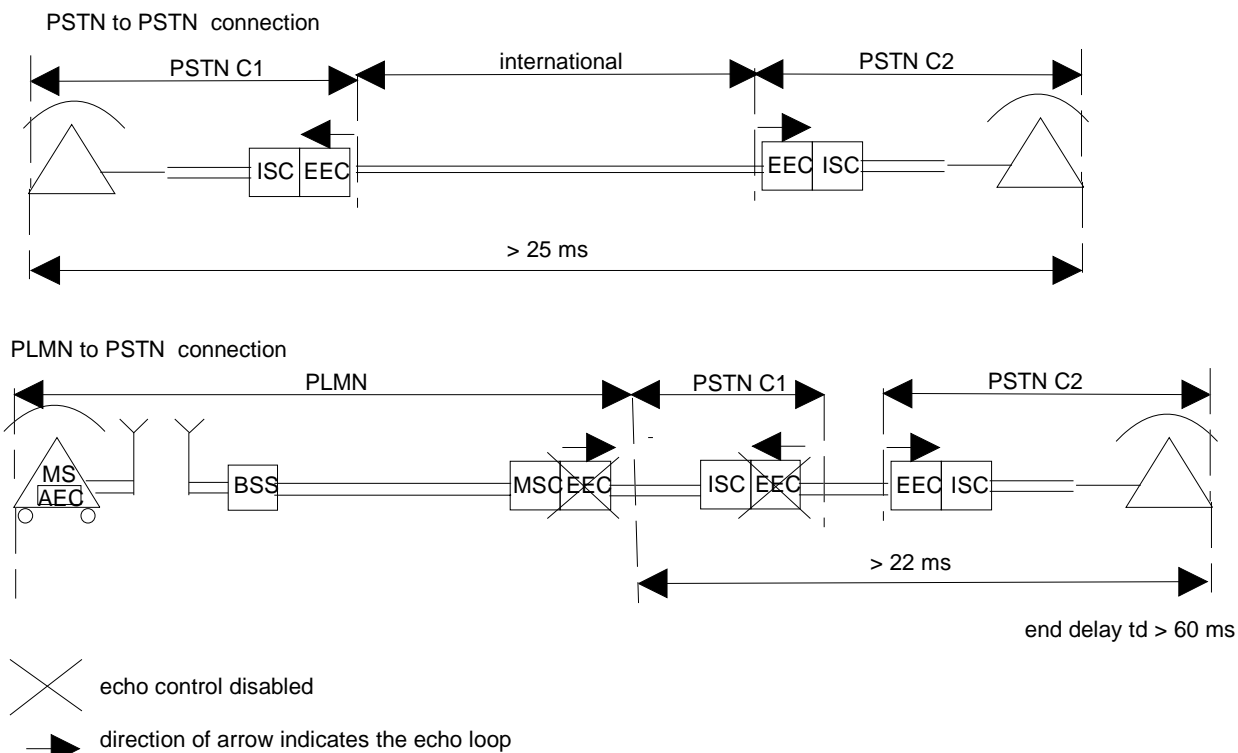 PSTN to PSTN connection
PSTN C1 international PSTN C2
ISC EEC EEC ISC
> 25 ms
PLMN to PSTN connection
PLMN PSTN C1 PSTN C2
MS
AEC BSS MSC EEC ISC EEC EEC ISC
> 22 ms
end delay td > 60 ms
echo control disabled
direction of arrow indicates the echo loop